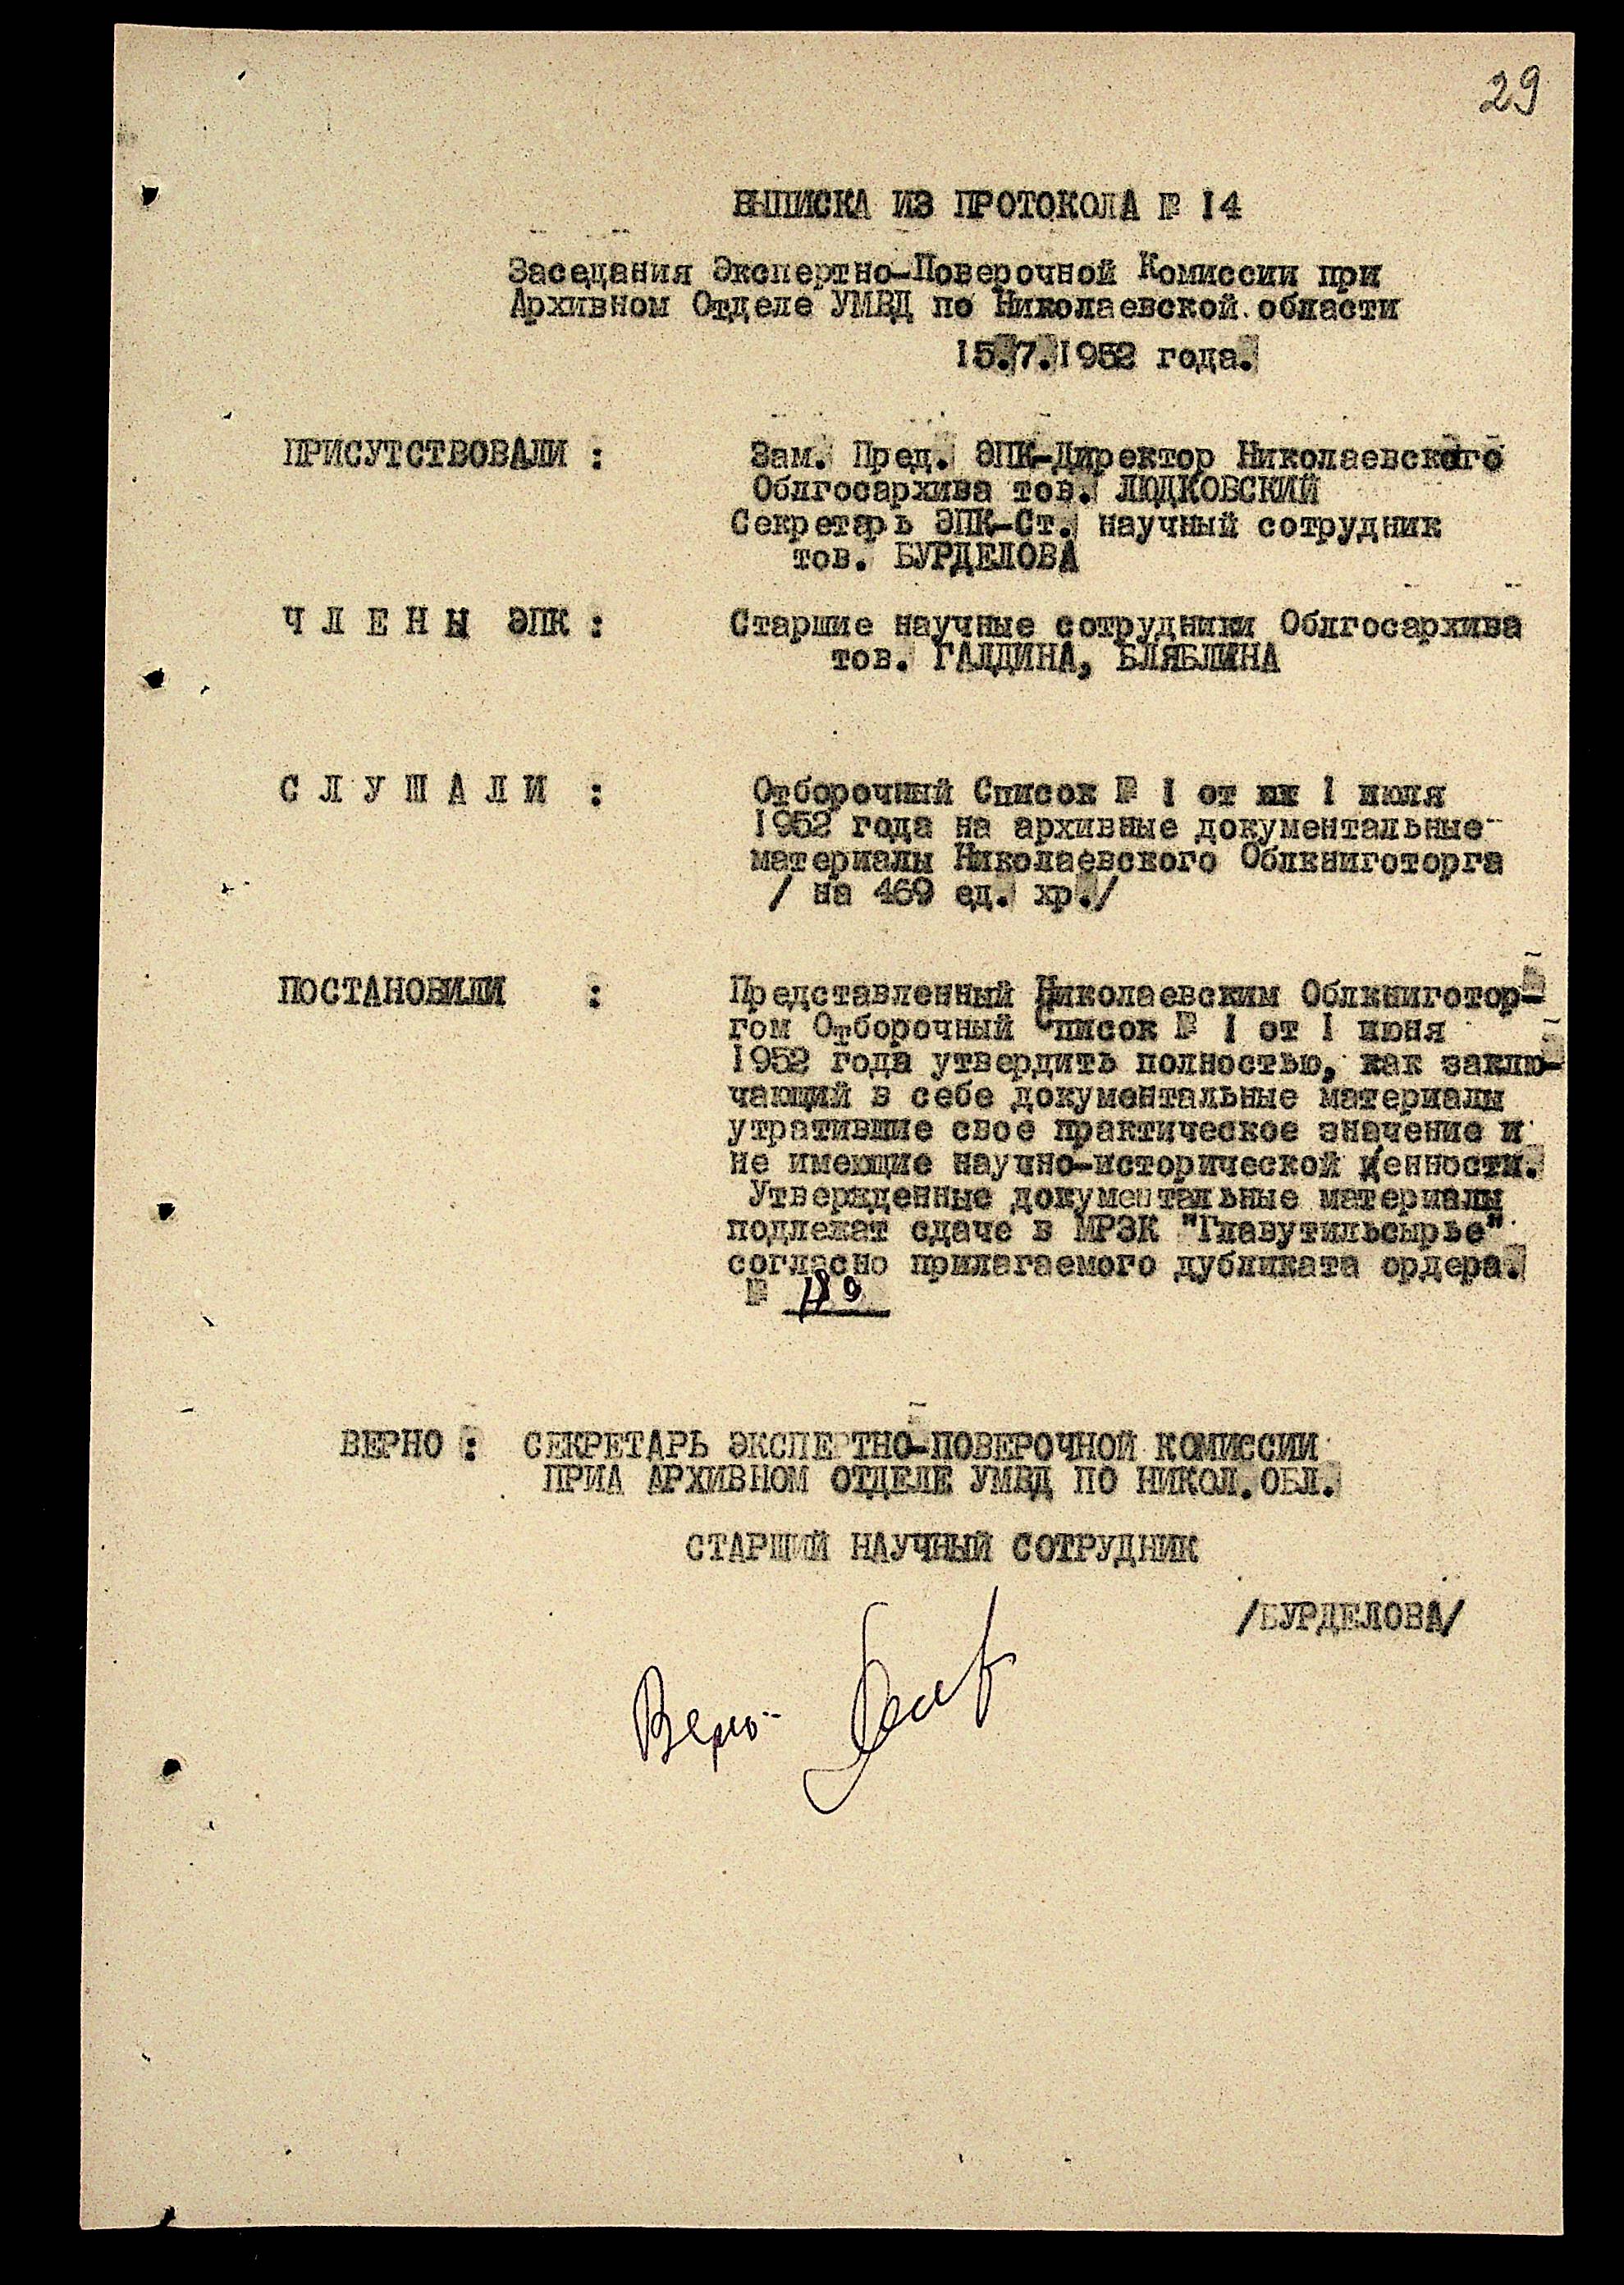 29
ВЫПИСКА ИЗ ПРОТОКОЛА № 14
Заседания Экспертно-Поверочной Комиссии при
Архивном Отделе УМВД по Николаевской области
15.7.1952 года.
ПРИСУТСТВОВАЛИ : Зам. Пред. ЭПК-Директор Николаевского
Облгосархива тов. ЛЮДКОВСКИЙ
Секретарь ЭПК-Ст. научный сотрудник
тов. БУРДЕЛОВА
Ч Л Е Н Ы ЭПК : Старшие научные сотрудники Облгосархива
тов. ГАЛДИНА, БЛЯБЛИНА
С Л У Ш А Л И : Отборочный Список № 1 от 1 июля
1952 года на архивные документальные
материалы Николаевского Облкниготорга
/ на 469 ед. хр./
ПОСТАНОВИЛИ : Представленный Николаевским Облкниготор-
гом Отборочный Список № 1 от 1 июня
1952 года утвердить полностью, как заклю-
чающий в себе документальные материалы
утратившие свое практическое значение и
не имеющие научно-исторической ценности.
Утвержденные документальные материалы
подлежат сдаче в МРЭК "Главутильсырье"
согласно прилагаемого дубликата ордера.
№
ВЕРНО : СЕКРЕТАРЬ ЭКСПЕРТНО-ПОВЕРОЧНОЙ КОМИССИИ
ПРИА АРХИВНОМ ОТДЕЛЕ УМВД ПО НИКОЛ. ОБЛ.
СТАРШИЙ НАУЧНЫЙ СОТРУДНИК
/БУРДЕЛОВА/
Верно: